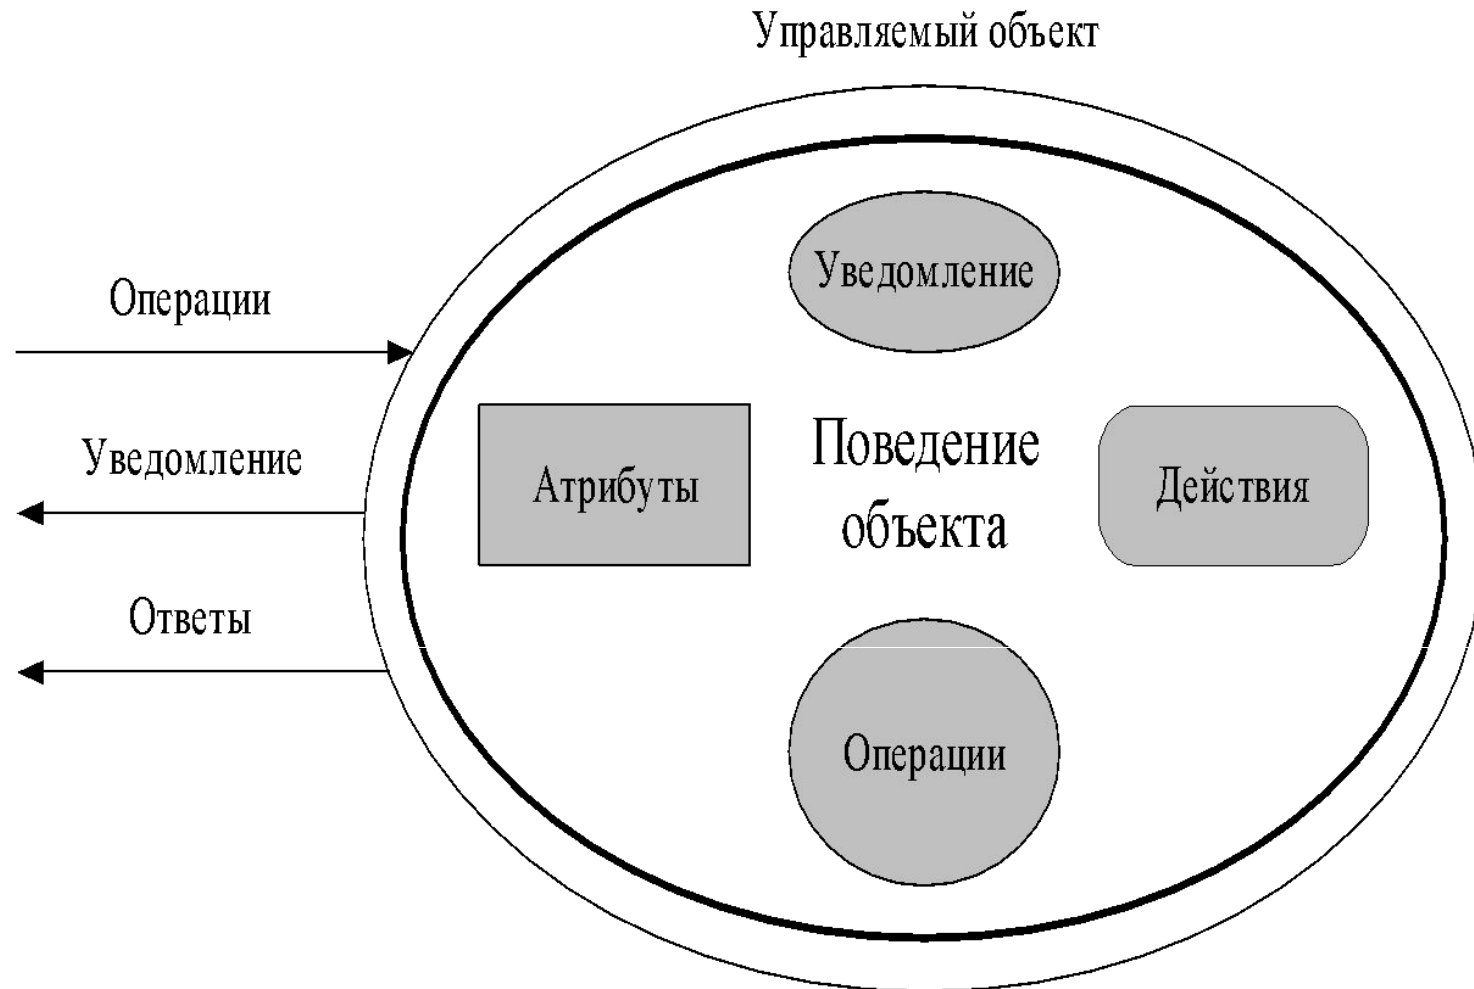 Управляемый объект
Операции
Уведомление
Ответы
Уведомление
Атрибуты
Поведение
объекта
Действия
Операции